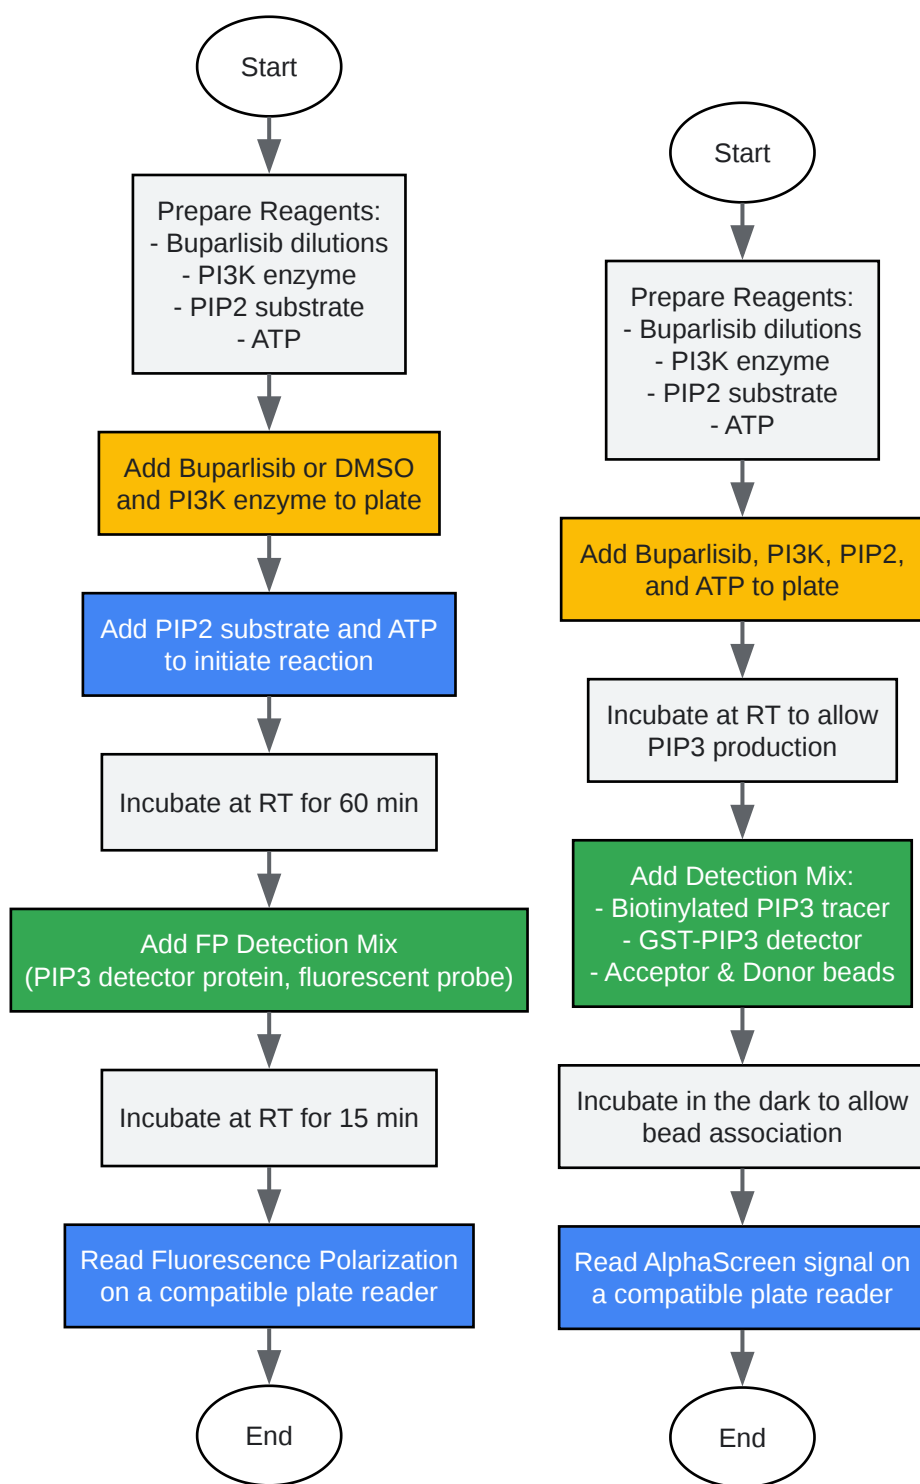 Start
Prepare Reagents:
- Buparlisib dilutions
- PI3K enzyme
- PIP2 substrate
- ATP
Add Buparlisib or DMSO
and PI3K enzyme to plate
Add PIP2 substrate and ATP
to initiate reaction
Incubate at RT for 60 min
Add FP Detection Mix
(PIP3 detector protein, fluorescent probe)
Incubate at RT for 15 min
Read Fluorescence Polarization
on a compatible plate reader
End
Start
Prepare Reagents:
- Buparlisib dilutions
- PI3K enzyme
- PIP2 substrate
- ATP
Add Buparlisib, PI3K, PIP2,
and ATP to plate
Incubate at RT to allow
PIP3 production
Add Detection Mix:
- Biotinylated PIP3 tracer
- GST-PIP3 detector
- Acceptor & Donor beads
Incubate in the dark to allow
bead association
Read AlphaScreen signal on
a compatible plate reader
End